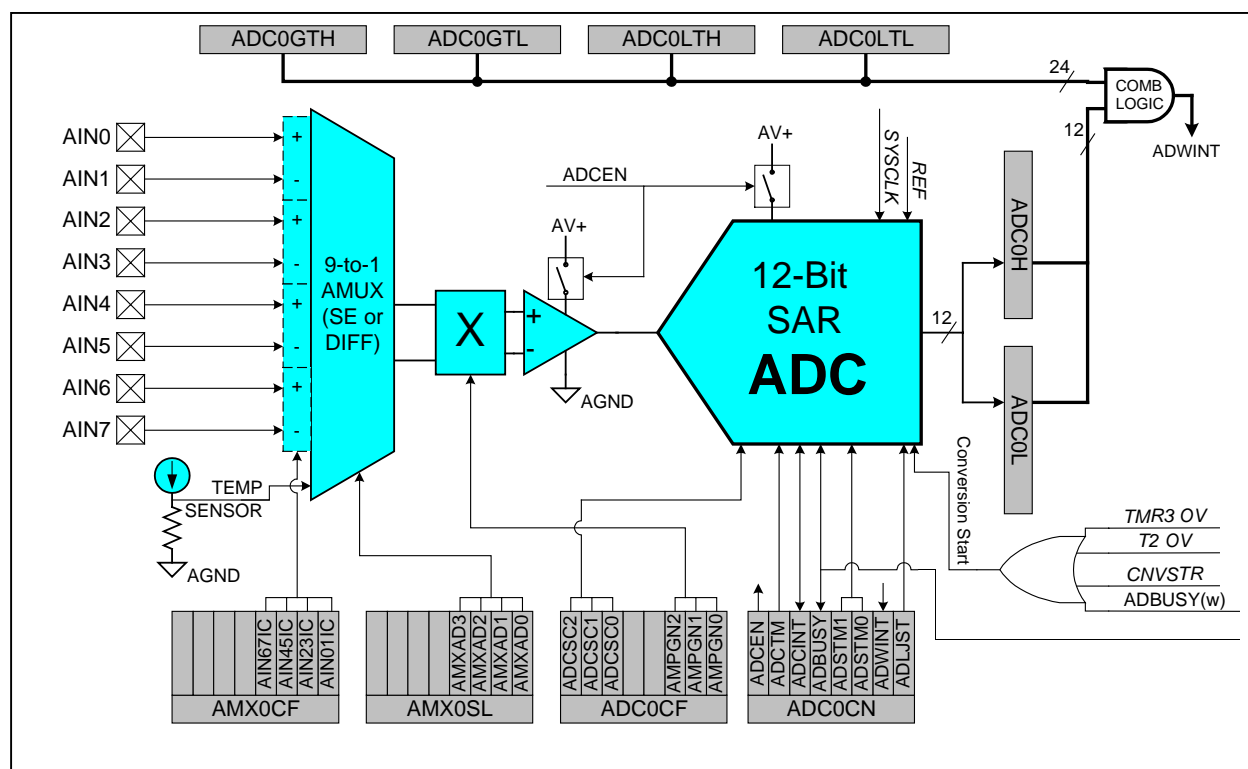 ADC0GTH
ADC0GTL
ADC0LTH
ADC0LTL
24
COMB
LOGIC
12
ADWINT
AIN0
AIN1
AIN2
AIN3
AIN4
AIN5
AIN6
AIN7
+
-
+
-
+
-
+
-
9-to-1
AMUX
(SE or
DIFF)
TEMP
SENSOR
AGND
X
+
-
AV+
AGND
ADCEN
AV+
SYSCLK
REF
12-Bit
SAR
ADC
12
ADC0H
ADC0L
Conversion Start
TMR3 OV
T2 OV
CNVSTR
ADBUSY(w)
AIN67IC
AIN45IC
AIN23IC
AIN01IC
AMX0CF
AMXAD3
AMXAD2
AMXAD1
AMXAD0
AMX0SL
ADCSC2
ADCSC1
ADCSC0
AMPGN2
AMPGN1
AMPGN0
ADC0CF
ADCEN
ADCTM
ADCINT
ADBUSY
ADSTM1
ADSTM0
ADWINT
ADLJST
ADC0CN